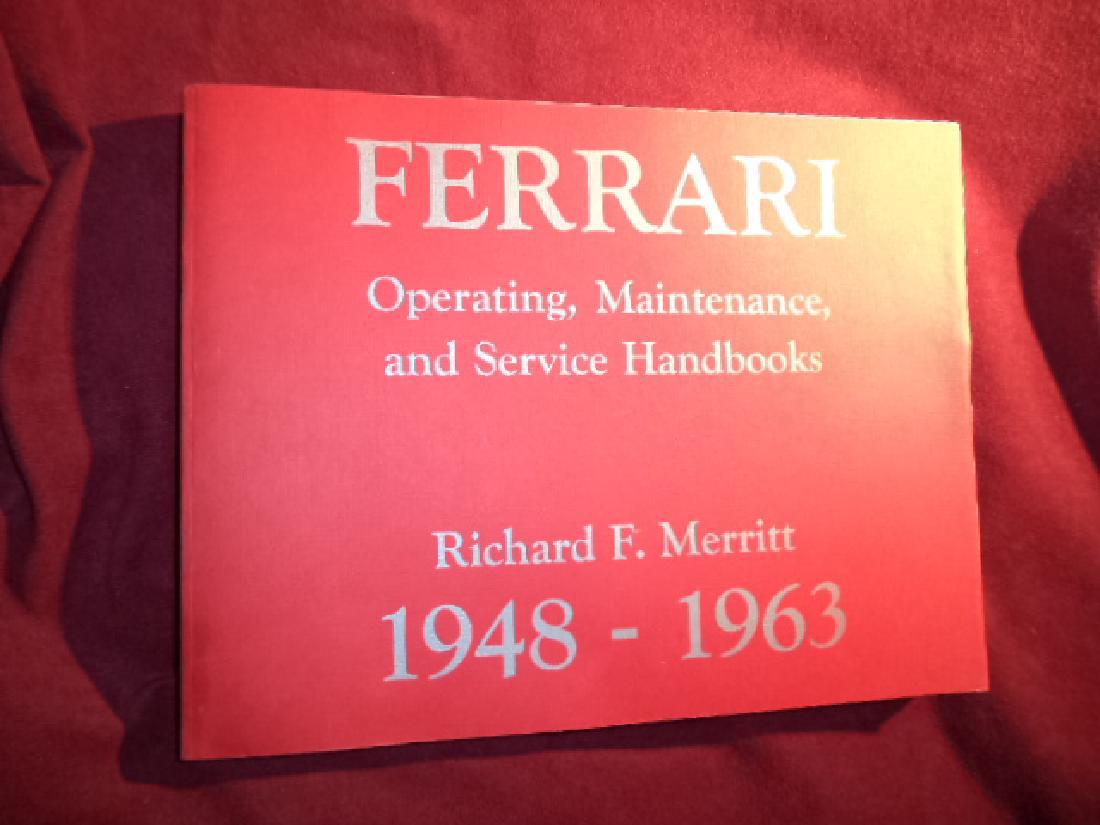 FERRARI
Operating, Maintenance,
and Service Handbooks
Richard F. Merritt
1948 - 1963